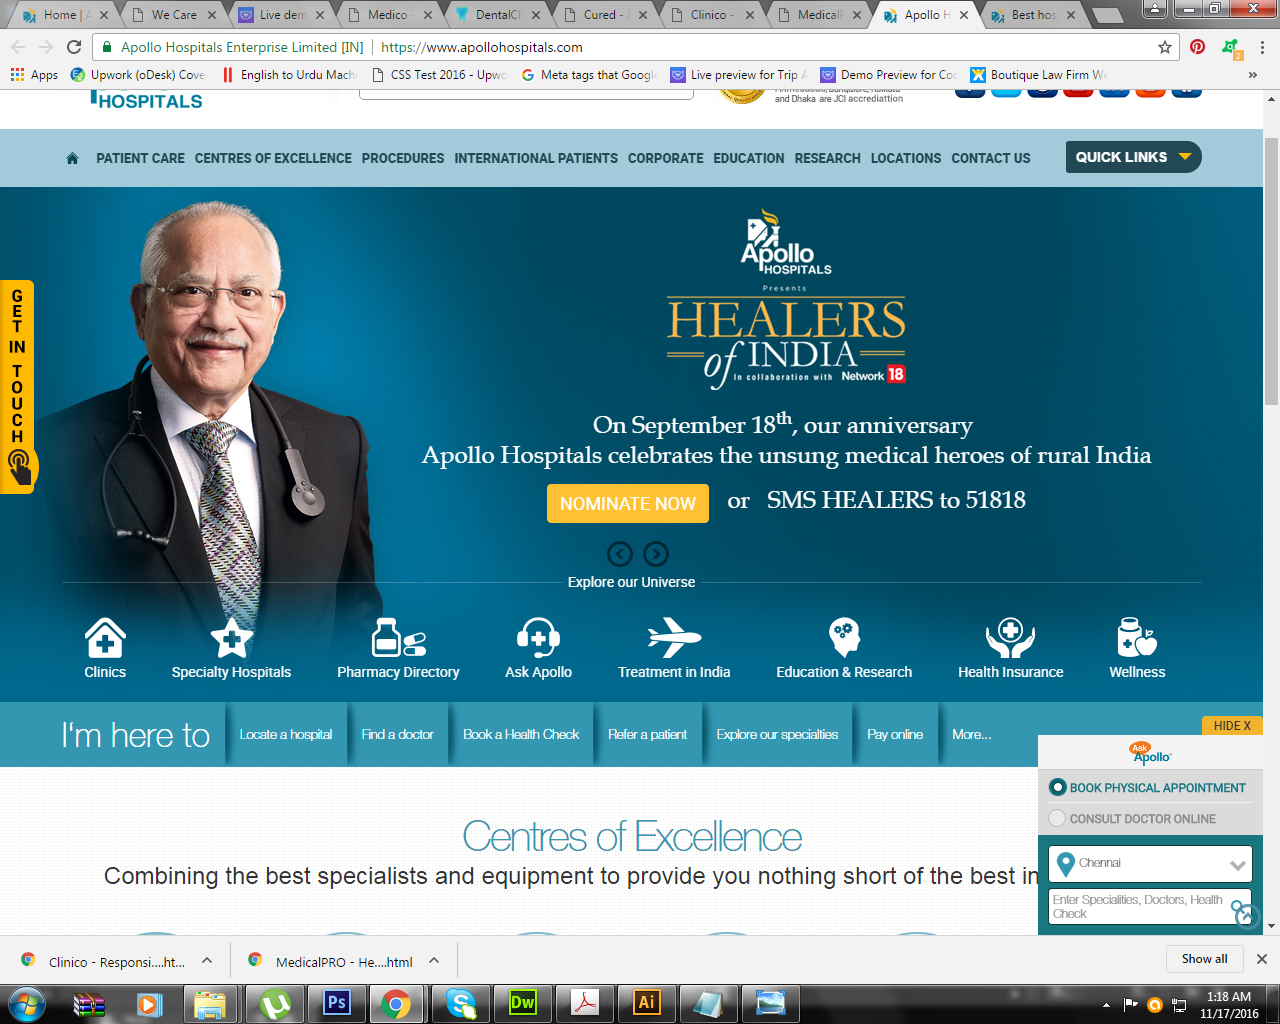 Home | A
We Care
Live dem
Medico -
DentalCli
Cured -
Clinico -
MedicalP
Apollo H
Best hos
Apollo Hospitals Enterprise Limited [IN]
https://www.apollohospitals.com
Apps
Upwork (oDesk) Cove
English to Urdu Mach
CSS Test 2016 - Upwo
Meta tags that Googl
Live preview for Trip A
Demo Preview for Co
Boutique Law Firm W
»
HOSPITALS
and Dhaka are JCI accrediattion
PATIENT CARE
CENTRES OF EXCELLENCE
PROCEDURES
INTERNATIONAL PATIENTS
CORPORATE
EDUCATION
RESEARCH
LOCATIONS
CONTACT US
QUICK LINKS
GET IN TOUCH
Apollo
HOSPITALS
Presents
HEALERS
of INDIA
In collaboration with Network 18
On September 18th, our anniversary
Apollo Hospitals celebrates the unsung medical heroes of rural India
NOMINATE NOW
or SMS HEALERS to 51818
Explore our Universe
Clinics
Specialty Hospitals
Pharmacy Directory
Ask Apollo
Treatment in India
Education & Research
Health Insurance
Wellness
I'm here to
Locate a hospital
Find a doctor
Book a Health Check
Refer a patient
Explore our specialties
Pay online
More...
HIDE X
Ask
Apollo
BOOK PHYSICAL APPOINTMENT
CONSULT DOCTOR ONLINE
Chennai
Enter Specialities, Doctors, Health
Check
Centres of Excellence
Combining the best specialists and equipment to provide you nothing short of the best in
Clinico - Responsi....ht...
MedicalPRO - He....html
Show all
Ps
Dw
Ai
1:18 AM
11/17/2016